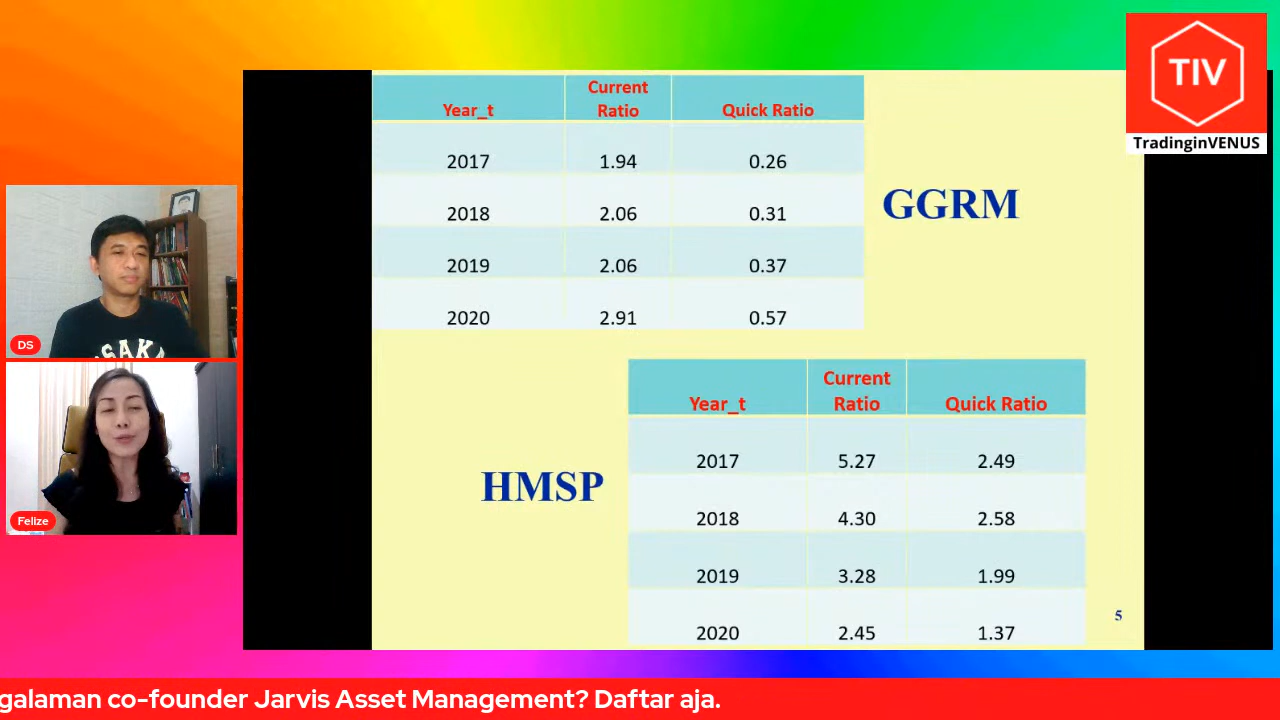 TIV
TradinginVENUS
Year_t Current Ratio Quick Ratio
2017 1.94 0.26
2018 2.06 0.31
2019 2.06 0.37
2020 2.91 0.57
GGRM
HMSP
Year_t Current Ratio Quick Ratio
2017 5.27 2.49
2018 4.30 2.58
2019 3.28 1.99
2020 2.45 1.37
5
DS
Felize
galaman co-founder Jarvis Asset Management? Daftar aja.